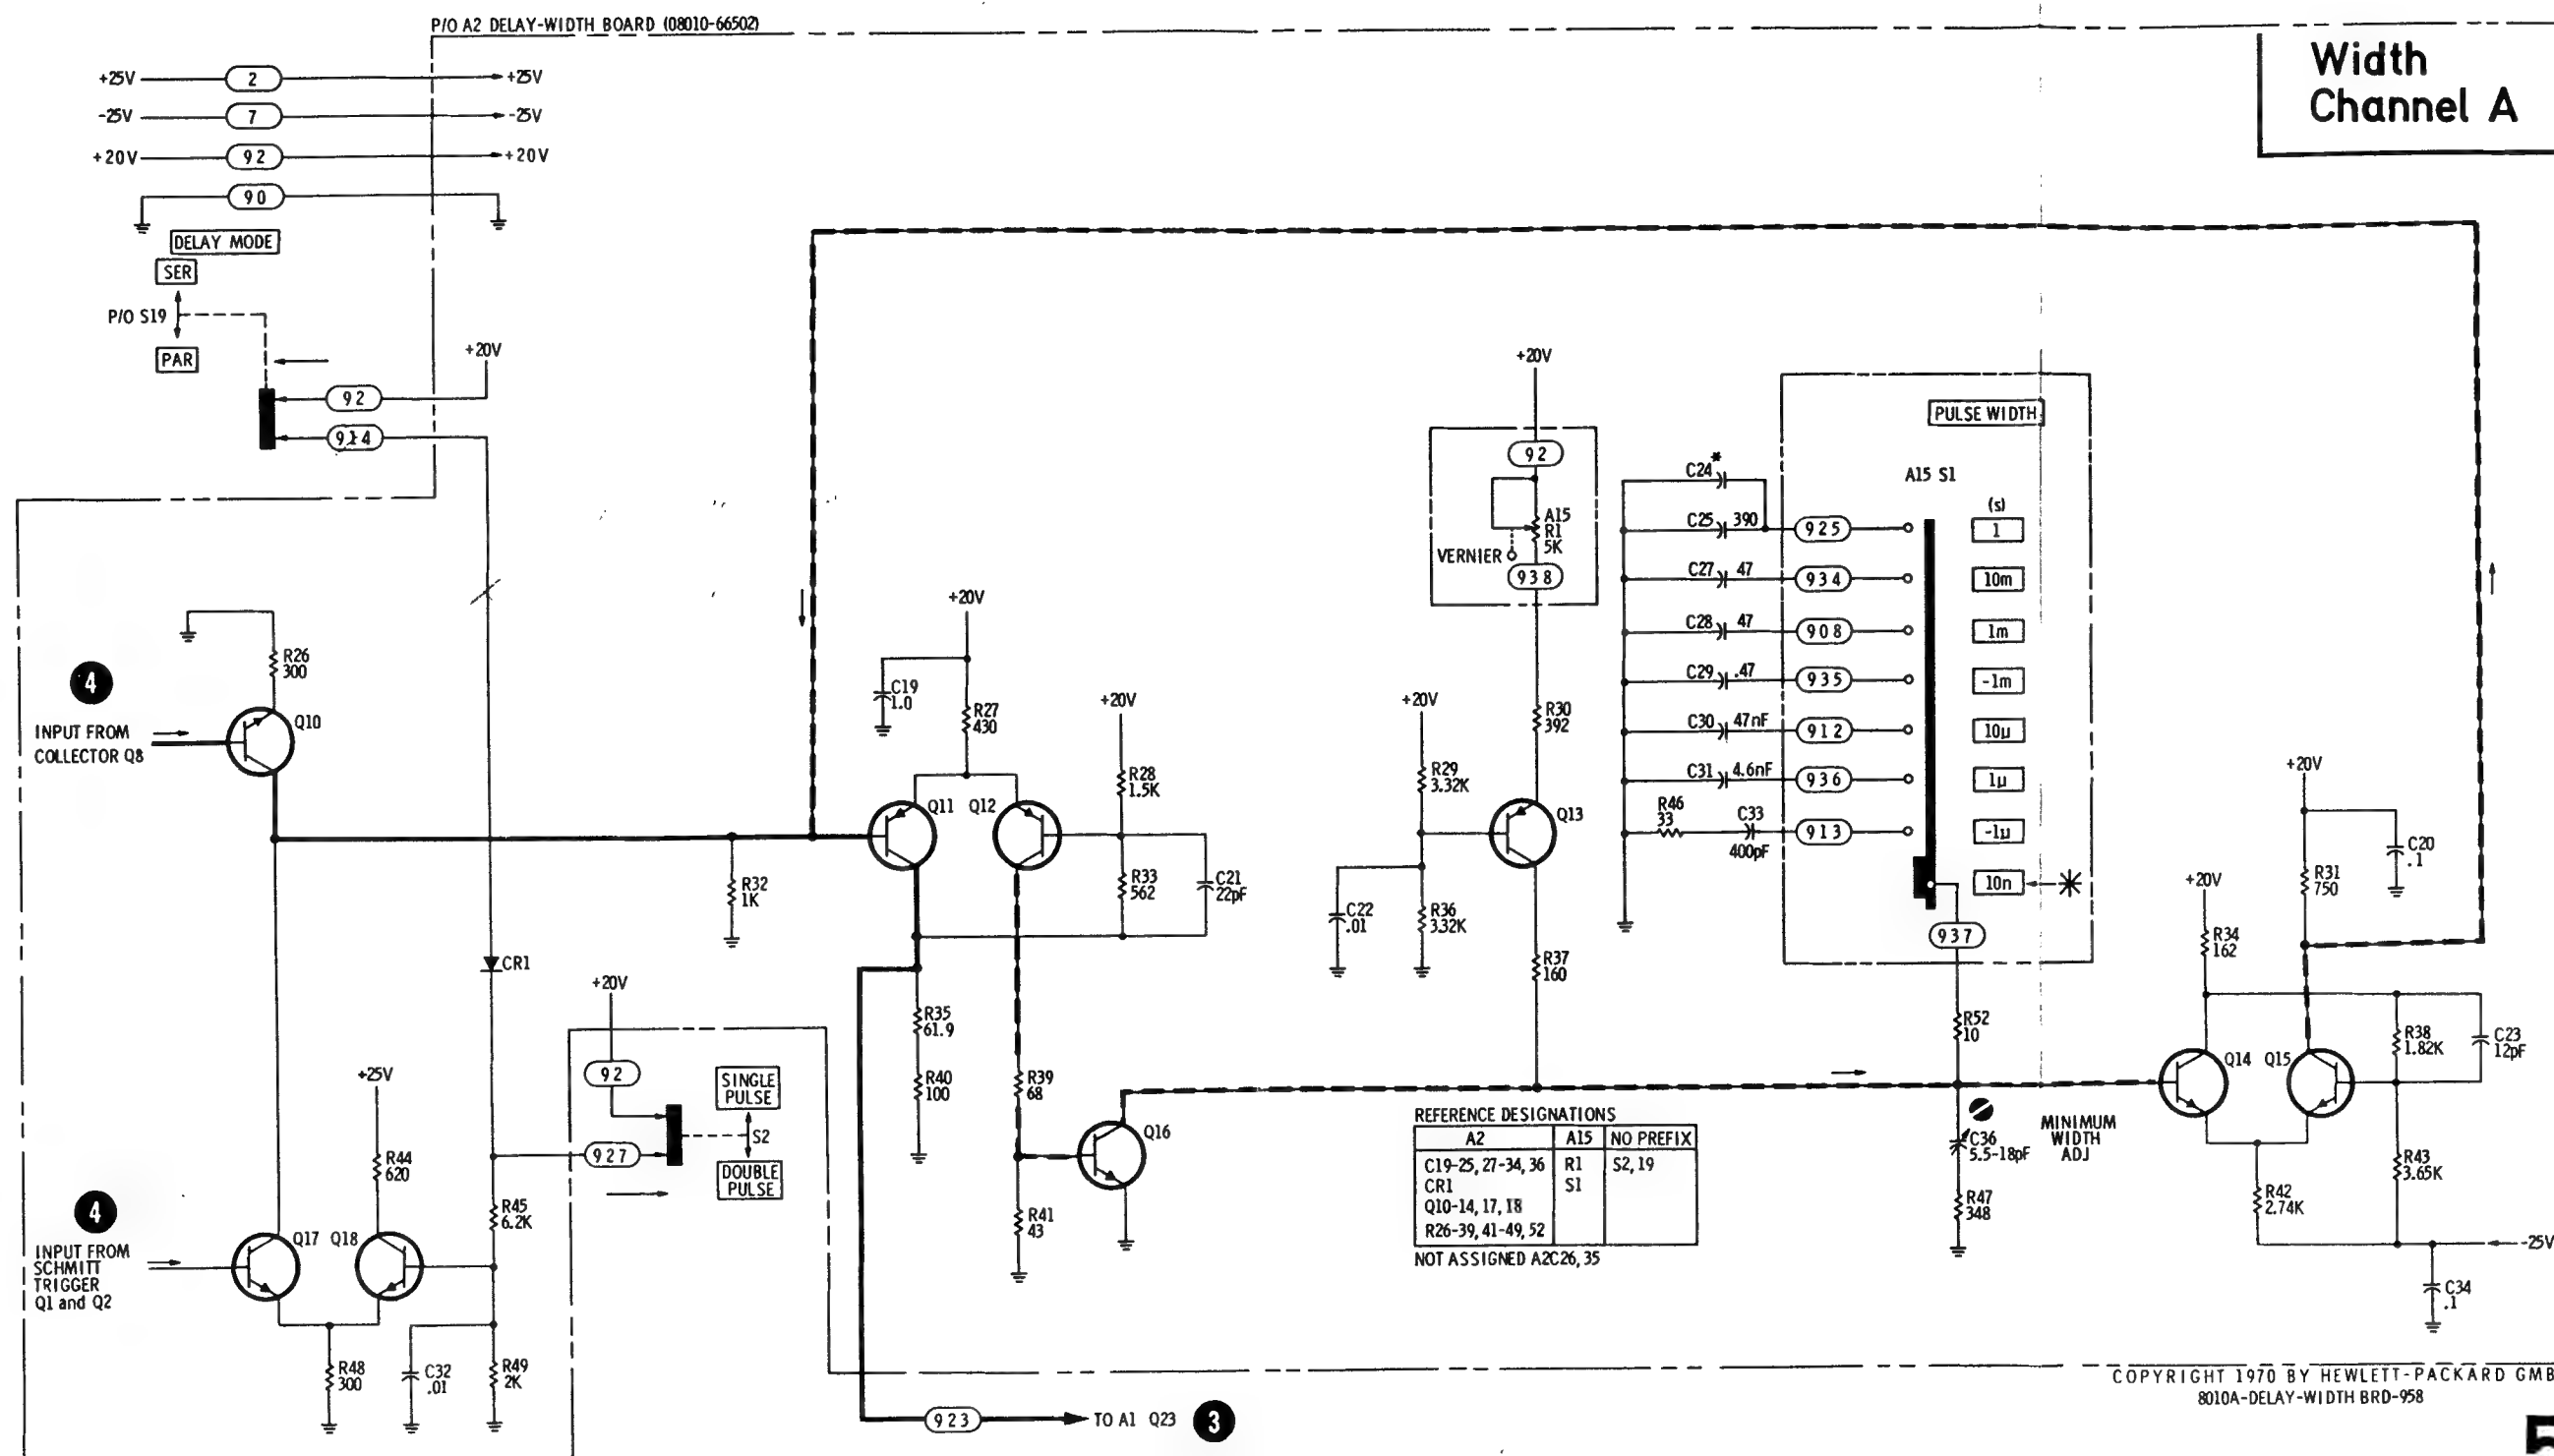 P/O A2 DELAY-WIDTH BOARD (08010-66502)
Width
Channel A
+25V 2 +25V
-25V 7 -25V
+20V 92 +20V
90
DELAY MODE
SER
P/O S19
PAR
+20V
92
914
+20V
92
A15
R1
5K
VERNIER
938
PULSE WIDTH
A15 S1
(s)
C24*
C25 390 925 1
C27 47 934 10m
C28 47 908 1m
C29 .47 935 -1m
C30 47nF 912 10µ
C31 4.6nF 936 1µ
R46
33
C33
400pF
913 -1µ
10n
937
4
INPUT FROM
COLLECTOR Q8
R26
300
Q10
+20V
C19
1.0
R27
430
+20V
R28
1.5K
Q11 Q12
R32
1K
R33
562
C21
22pF
+20V
R29
3.32K
R30
392
Q13
C22
.01
R36
3.32K
R37
160
+20V
C20
.1
R31
750
+20V
R34
162
R52
10
CR1
+20V
92
SINGLE
PULSE
S2
927
DOUBLE
PULSE
R35
61.9
R40
100
R39
68
Q16
R41
43
Q14 Q15
R38
1.82K
C23
12pF
C36
5.5-18pF
MINIMUM
WIDTH
ADJ
R47
348
R42
2.74K
R43
3.65K
-25V
C34
.1
+25V
R44
620
R45
6.2K
4
INPUT FROM
SCHMITT
TRIGGER
Q1 and Q2
Q17 Q18
R48
300
C32
.01
R49
2K
REFERENCE DESIGNATIONS
A2 A15 NO PREFIX
C19-25, 27-34, 36 R1 S2, 19
CR1 S1
Q10-14, 17, 18
R26-39, 41-49, 52
NOT ASSIGNED A2C26, 35
923 TO A1 Q23 3
COPYRIGHT 1970 BY HEWLETT-PACKARD GMB
8010A-DELAY-WIDTH BRD-958
5